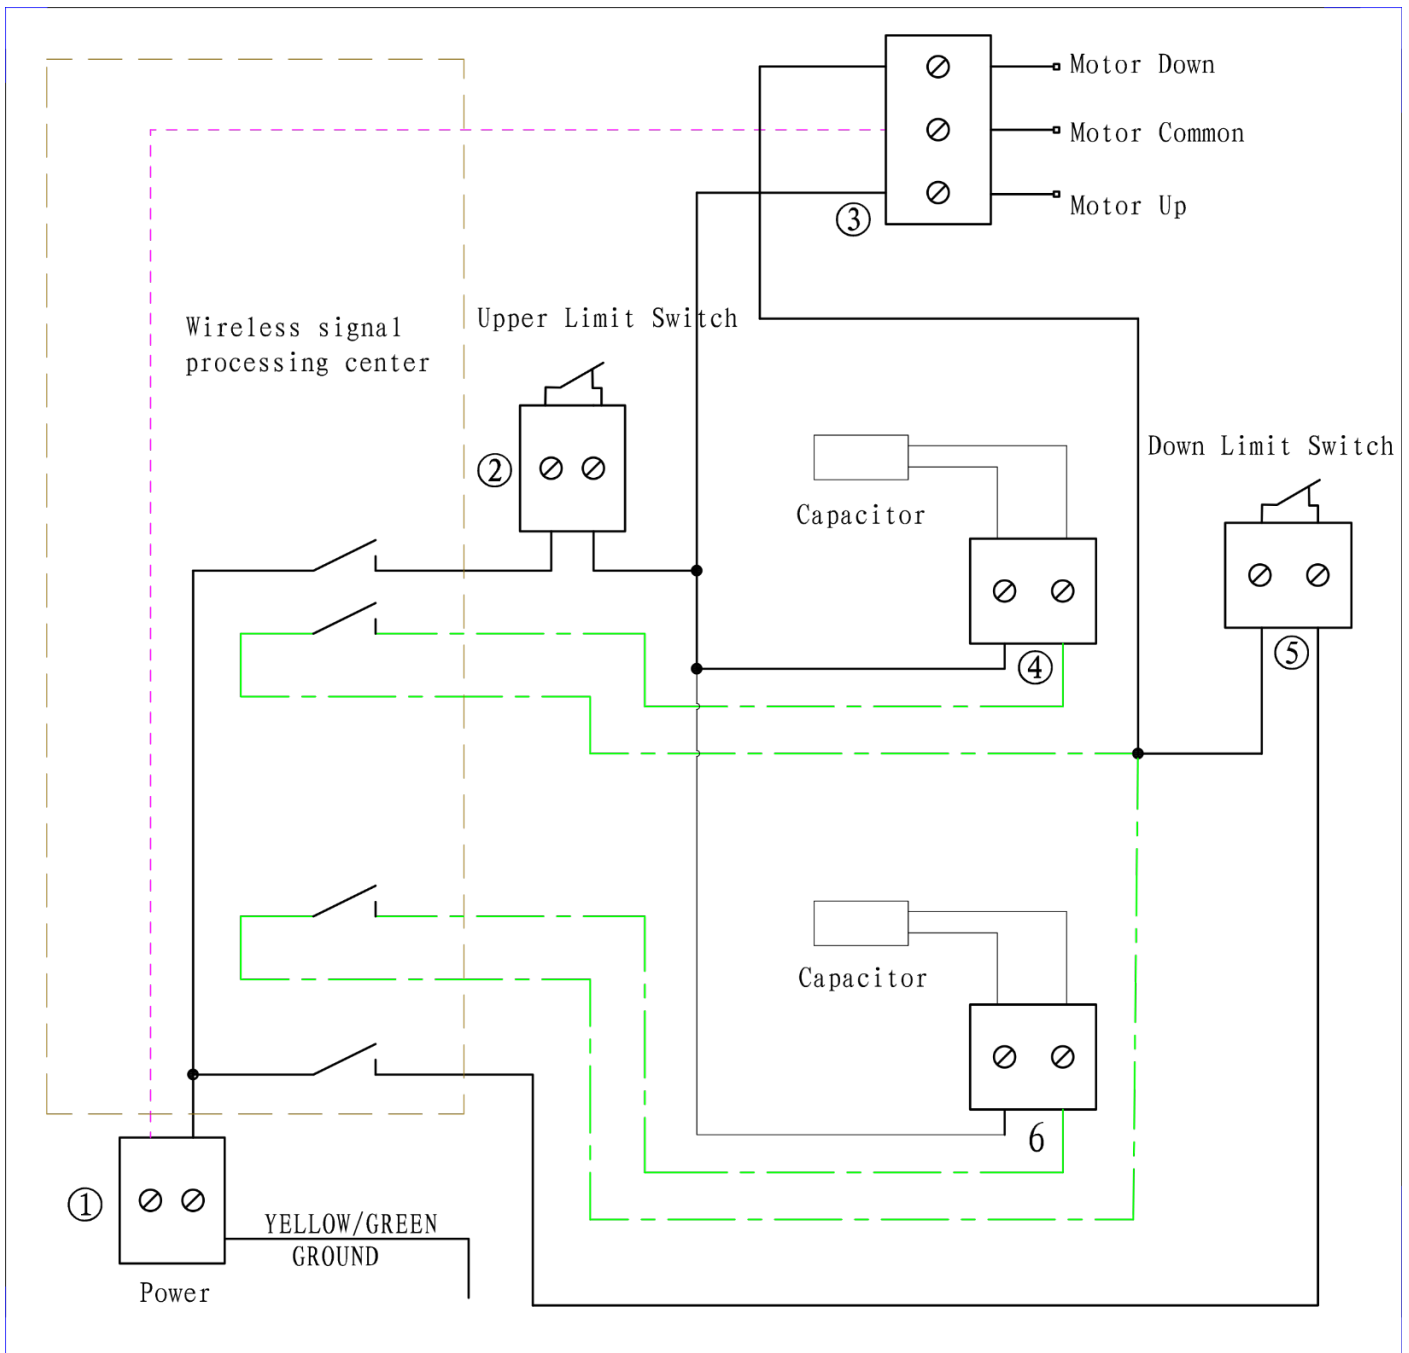 Motor Down
Motor Common
Motor Up
③
Wireless signal
processing center
Upper Limit Switch
②
Capacitor
④
Down Limit Switch
⑤
Capacitor
6
①
YELLOW/GREEN
GROUND
Power